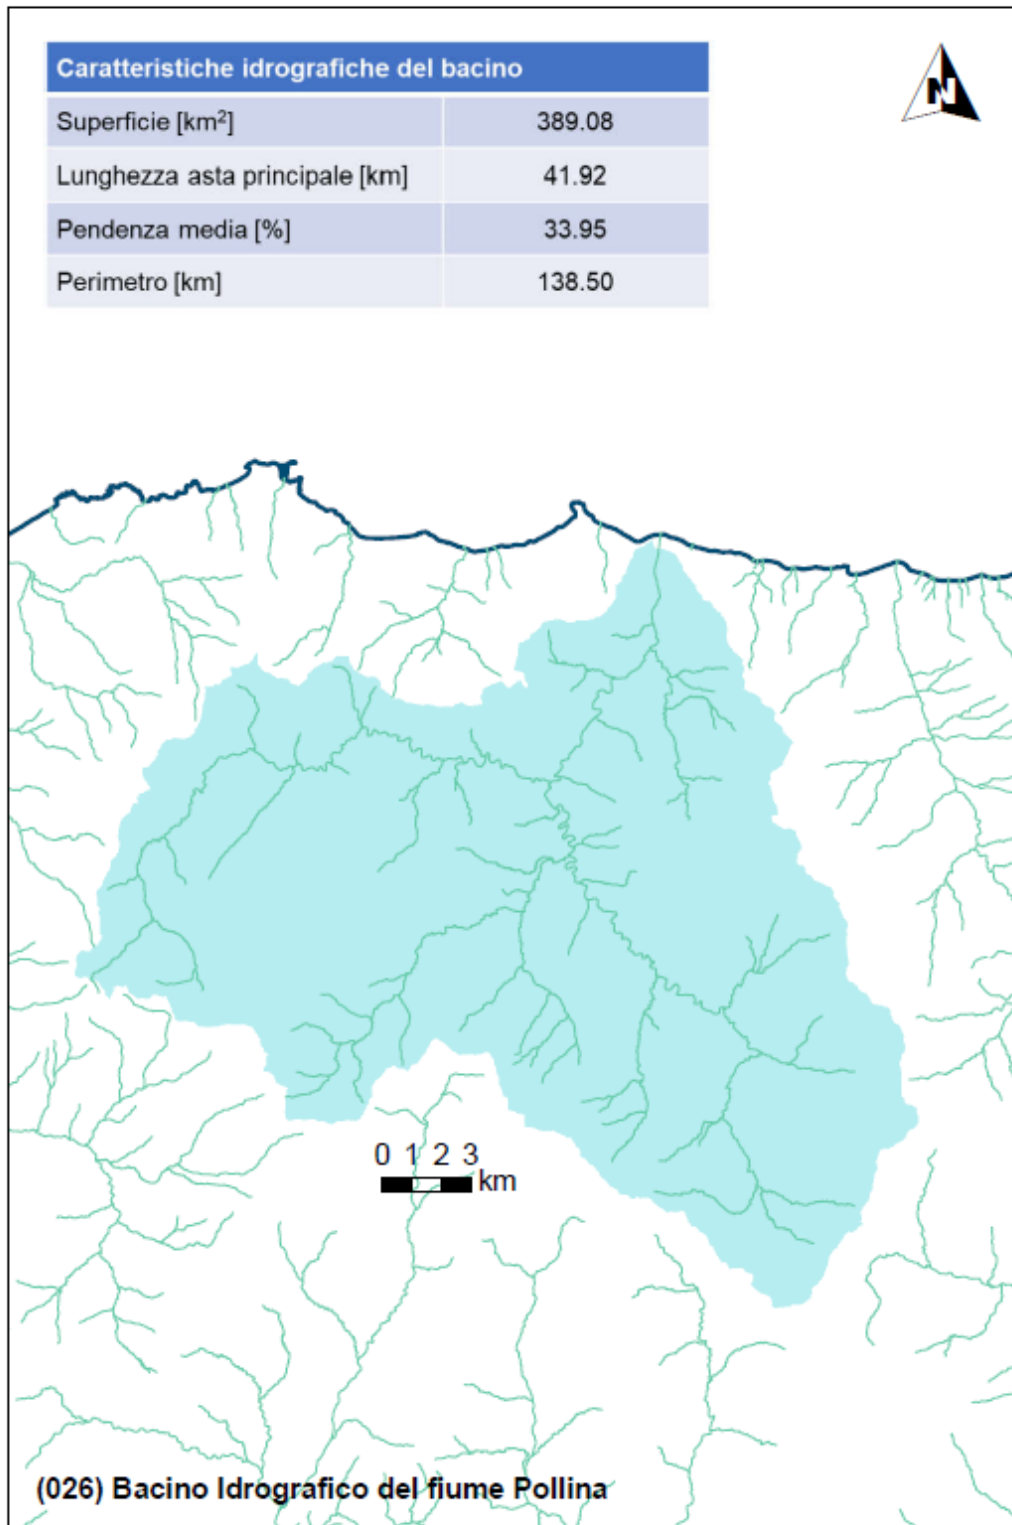 Caratteristiche idrografiche del bacino
Superficie [km²] 389.08
Lunghezza asta principale [km] 41.92
Pendenza media [%] 33.95
Perimetro [km] 138.50
N
0 1 2 3
km
(026) Bacino Idrografico del fiume Pollina